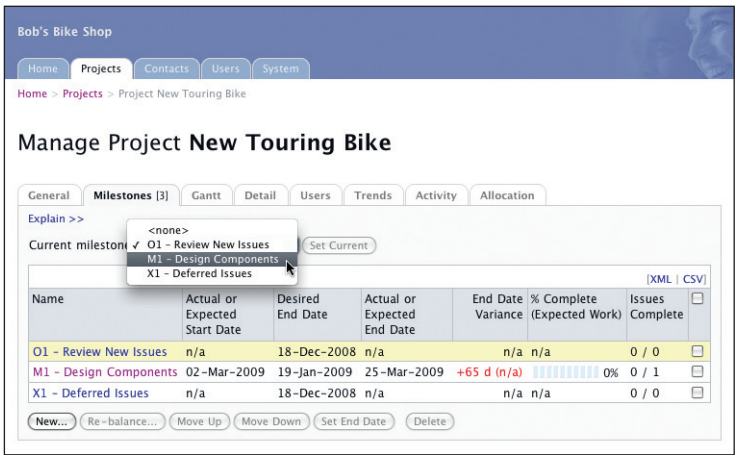 Bob's Bike Shop
Home Projects Contacts Users System
Home > Projects > Project New Touring Bike
Manage Project New Touring Bike
General Milestones [3] Gantt Detail Users Trends Activity Allocation
Explain >>
<none>
Current milestone ✓ O1 – Review New Issues Set Current
M1 – Design Components
X1 – Deferred Issues
[XML | CSV]
Name Actual or Desired Actual or End Date % Complete Issues
Expected End Date Expected Variance (Expected Work) Complete
Start Date End Date
O1 – Review New Issues n/a 18-Dec-2008 n/a n/a n/a 0 / 0
M1 – Design Components 02-Mar-2009 19-Jan-2009 25-Mar-2009 +65 d (n/a) 0% 0 / 1
X1 – Deferred Issues n/a 18-Dec-2008 n/a n/a n/a 0 / 0
New... Re-balance... Move Up Move Down Set End Date Delete